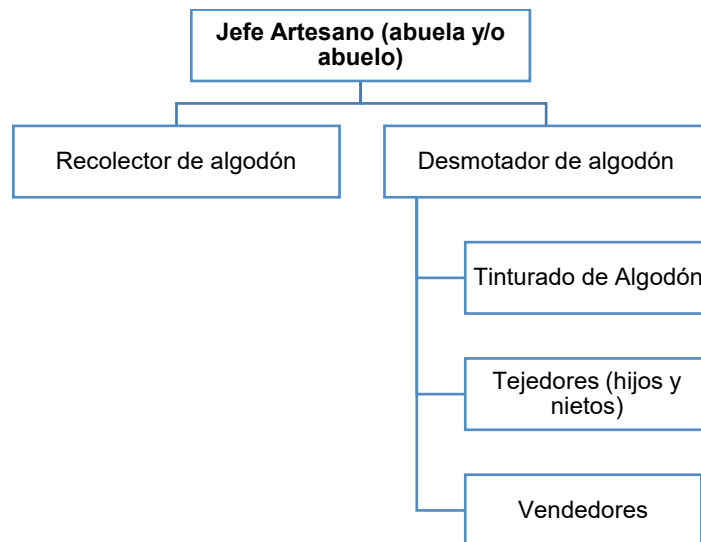 Jefe Artesano (abuela y/o
abuelo)
Recolector de algodón
Desmotador de algodón
Tinturado de Algodón
Tejedores (hijos y
nietos)
Vendedores